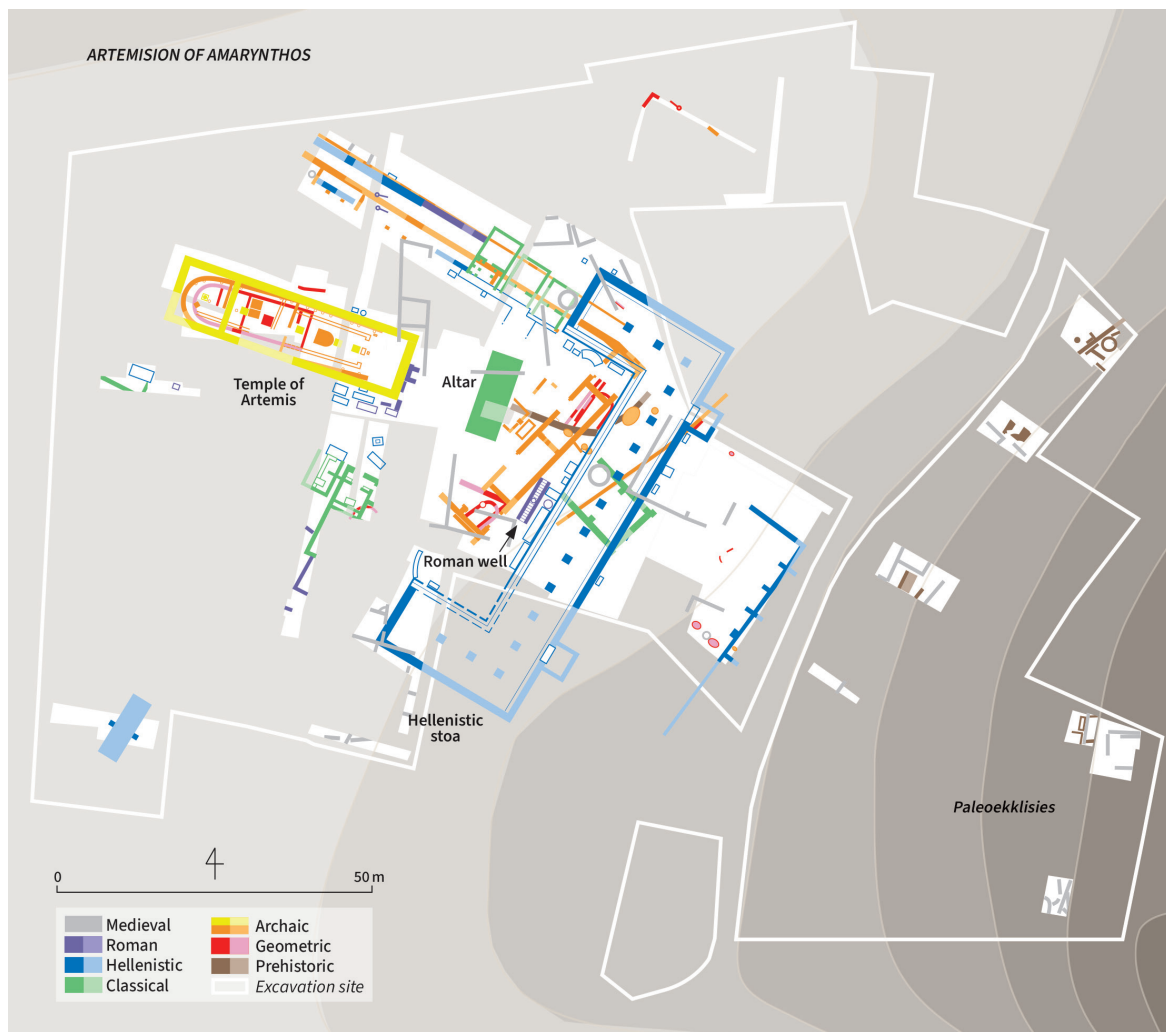 ARTEMISION OF AMARYNTHOS
Temple of
Artemis
Altar
Roman well
Hellenistic
stoa
Paleoekklisies
0 50 m
Medieval
Roman
Hellenistic
Classical
Archaic
Geometric
Prehistoric
Excavation site